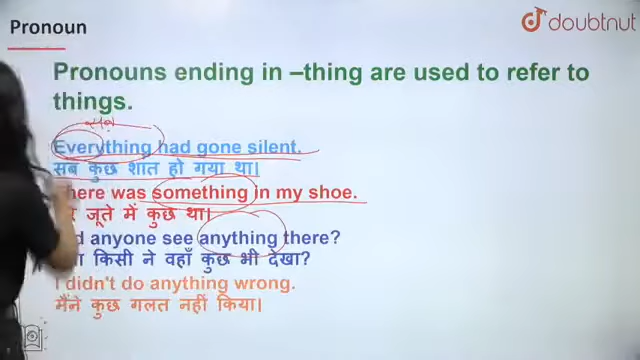 Pronoun
doubtnut
Pronouns ending in –thing are used to refer to
things.
सब
Everything had gone silent.
सब कुछ शात हो गया था।
here was something in my shoe.
जूते में कुछ था।
anyone see anything there?
किसी ने वहाँ कुछ भी देखा?
I didn't do anything wrong.
मैंने कुछ गलत नहीं किया।